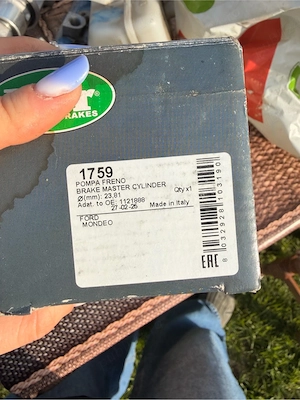 BRAKES
1759
POMPA FRENO
BRAKE MASTER CYLINDER
Ø(mm): 23,81 Qty x1
Adat. to OE: 1121888
27-02-25 Made in Italy
FORD
MONDEO
8032928103190
EAC